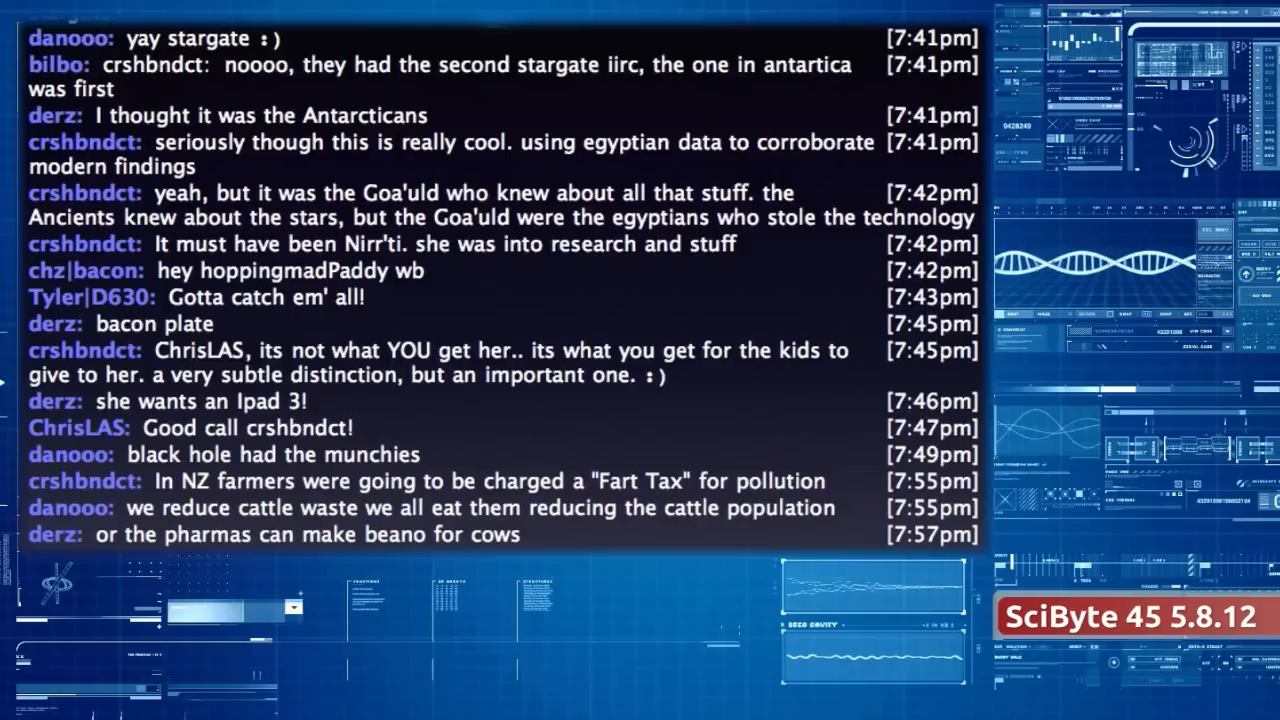 danooo: yay stargate :) [7:41pm]
bilbo: crshbndct: noooo, they had the second stargate iirc, the one in antartica [7:41pm]
was first
derz: I thought it was the Antarcticans [7:41pm]
crshbndct: seriously though this is really cool. using egyptian data to corroborate [7:41pm]
modern findings
crshbndct: yeah, but it was the Goa'uld who knew about all that stuff. the [7:42pm]
Ancients knew about the stars, but the Goa'uld were the egyptians who stole the technology
crshbndct: It must have been Nirr'ti. she was into research and stuff [7:42pm]
chz|bacon: hey hoppingmadPaddy wb [7:42pm]
Tyler|D630: Gotta catch em' all! [7:43pm]
derz: bacon plate [7:45pm]
crshbndct: ChrisLAS, its not what YOU get her.. its what you get for the kids to [7:45pm]
give to her. a very subtle distinction, but an important one. :)
derz: she wants an Ipad 3! [7:46pm]
ChrisLAS: Good call crshbndct! [7:47pm]
danooo: black hole had the munchies [7:49pm]
crshbndct: In NZ farmers were going to be charged a "Fart Tax" for pollution [7:55pm]
danooo: we reduce cattle waste we just eat them reducing the cattle population [7:55pm]
derz: or the pharmas can make beano for cows [7:57pm]
9428249
SciByte 45 5.8.12